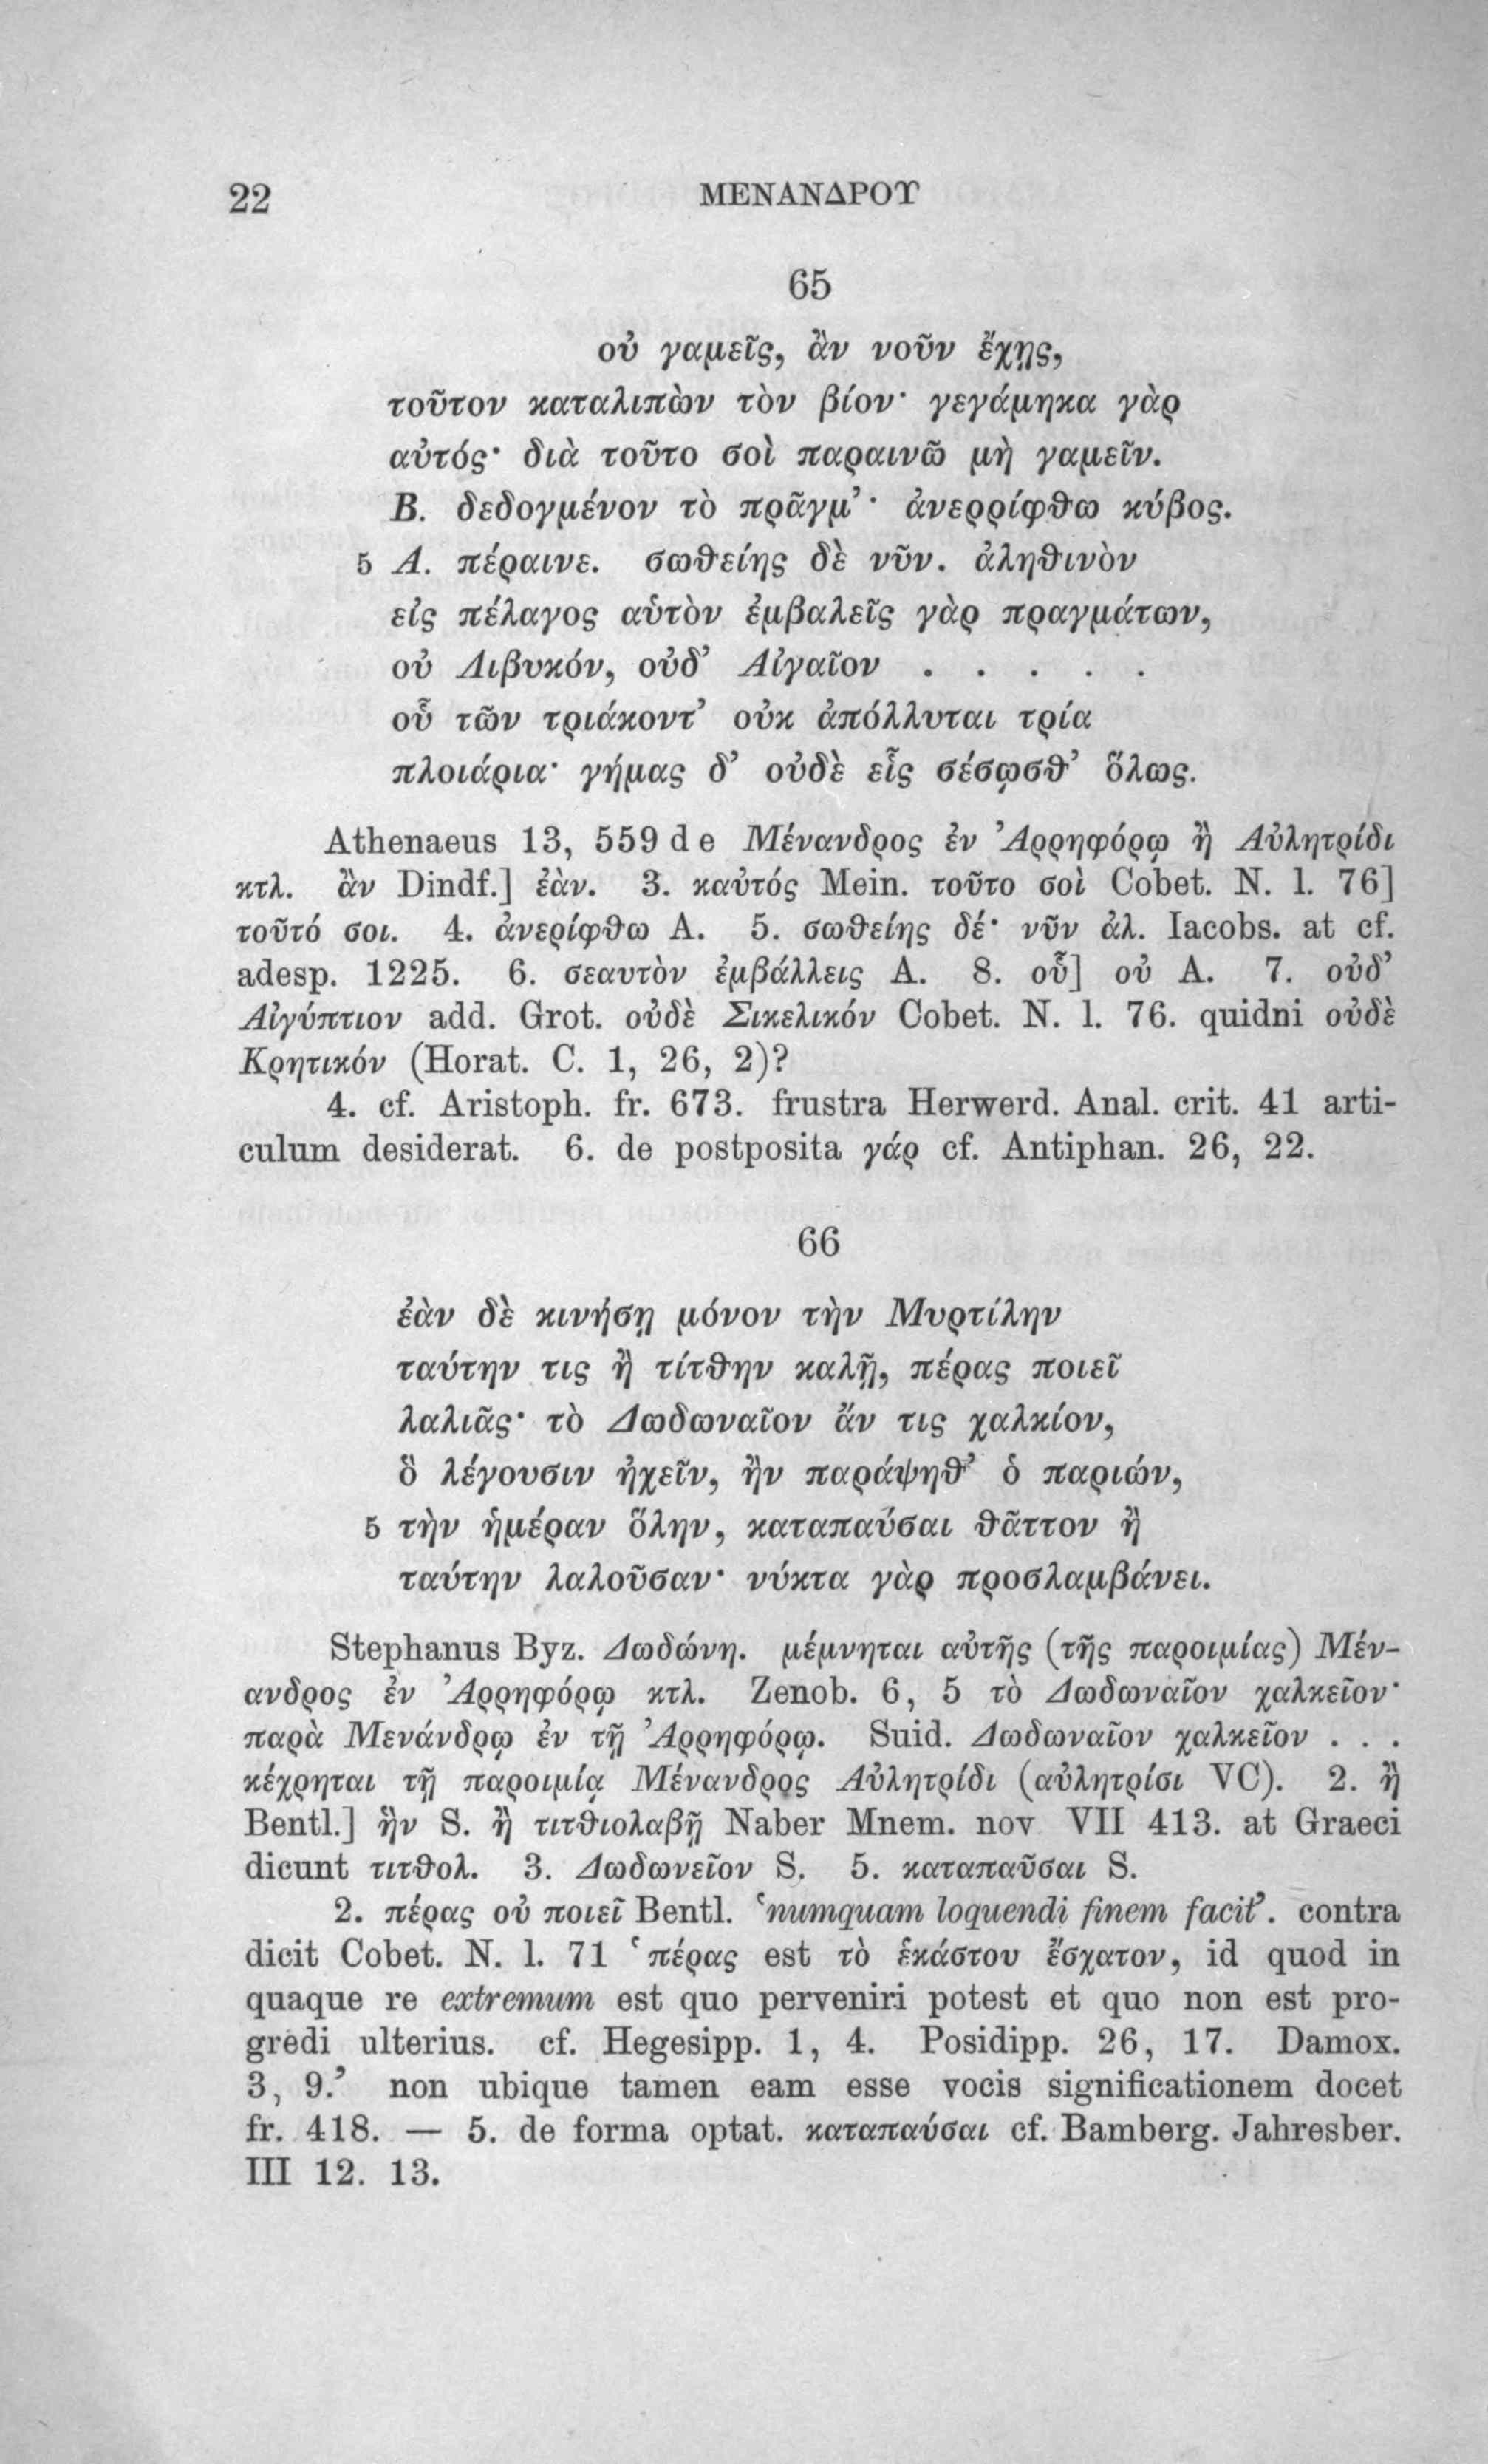 22
ΜΕΝΑΝΔΡΟΥ
65
οὐ γαμεῖς, ἂν νοῦν ἔχῃς,
τοῦτον καταλιπὼν τὸν βίον· γεγάμηκα γὰρ
αὐτός· διὰ τοῦτο σοὶ παραινῶ μὴ γαμεῖν.
Β. δεδογμένον τὸ πρᾶγμ’· ἀνερρίφθω κύβος.
5 Α. πέραινε. σωθείης δὲ νῦν. ἀληθινὸν
εἰς πέλαγος αὑτὸν ἐμβαλεῖς γὰρ πραγμάτων,
οὐ Λιβυκόν, οὐδ’ Αἰγαῖον . . . . .
οὗ τῶν τριάκοντ’ οὐκ ἀπόλλυται τρία
πλοιάρια· γήμας δ’ οὐδὲ εἷς σέσῳσθ’ ὅλως.
Athenaeus 13, 559 d e Μένανδρος ἐν Ἀρρηφόρῳ ἢ Αὐλητρίδι
κτλ. ἂν Dindf.] ἐὰν. 3. καὐτός Mein. τοῦτο σοὶ Cobet. N. l. 76]
τοῦτό σοι. 4. ἀνερίφθω A. 5. σωθείης δέ· νῦν ἀλ. Iacobs. at cf.
adesp. 1225. 6. σεαυτὸν ἐμβάλλεις A. 8. οὗ] οὐ A. 7. οὐδ’
Αἰγύπτιον add. Grot. οὐδὲ Σικελικόν Cobet. N. l. 76. quidni οὐδὲ
Κρητικόν (Horat. C. 1, 26, 2)?
4. cf. Aristoph. fr. 673. frustra Herwerd. Anal. crit. 41 arti-
culum desiderat. 6. de postposita γάρ cf. Antiphan. 26, 22.
66
ἐὰν δὲ κινήσῃ μόνον τὴν Μυρτίλην
ταύτην τις ἢ τίτθην καλῇ, πέρας ποιεῖ
λαλιᾶς· τὸ Δωδωναῖον ἄν τις χαλκίον,
ὃ λέγουσιν ἠχεῖν, ἢν παράψηθ’ ὁ παριών,
5 τὴν ἡμέραν ὅλην, καταπαύσαι θᾶττον ἢ
ταύτην λαλοῦσαν· νύκτα γὰρ προσλαμβάνει.
Stephanus Byz. Δωδώνη. μέμνηται αὐτῆς (τῆς παροιμίας) Μέν-
ανδρος ἐν Ἀρρηφόρῳ κτλ. Zenob. 6, 5 τὸ Δωδωναῖον χαλκεῖον·
παρὰ Μενάνδρῳ ἐν τῇ Ἀρρηφόρῳ. Suid. Δωδωναῖον χαλκεῖον . . .
κέχρηται τῇ παροιμίᾳ Μένανδρος Αὐλητρίδι (αὐλητρίσι VC). 2. ἢ
Bentl.] ἣν S. ἢ τιτθιολαβῇ Naber Mnem. nov VII 413. at Graeci
dicunt τιτθολ. 3. Δωδωνεῖον S. 5. καταπαῦσαι S.
2. πέρας οὐ ποιεῖ Bentl. ‘numquam loquendi finem facit’. contra
dicit Cobet. N. l. 71 ‘πέρας est τὸ ἑκάστου ἔσχατον, id quod in
quaque re extremum est quo perveniri potest et quo non est pro-
gredi ulterius. cf. Hegesipp. 1, 4. Posidipp. 26, 17. Damox.
3, 9.’ non ubique tamen eam esse vocis significationem docet
fr. 418. — 5. de forma optat. καταπαύσαι cf. Bamberg. Jahresber.
III 12. 13.